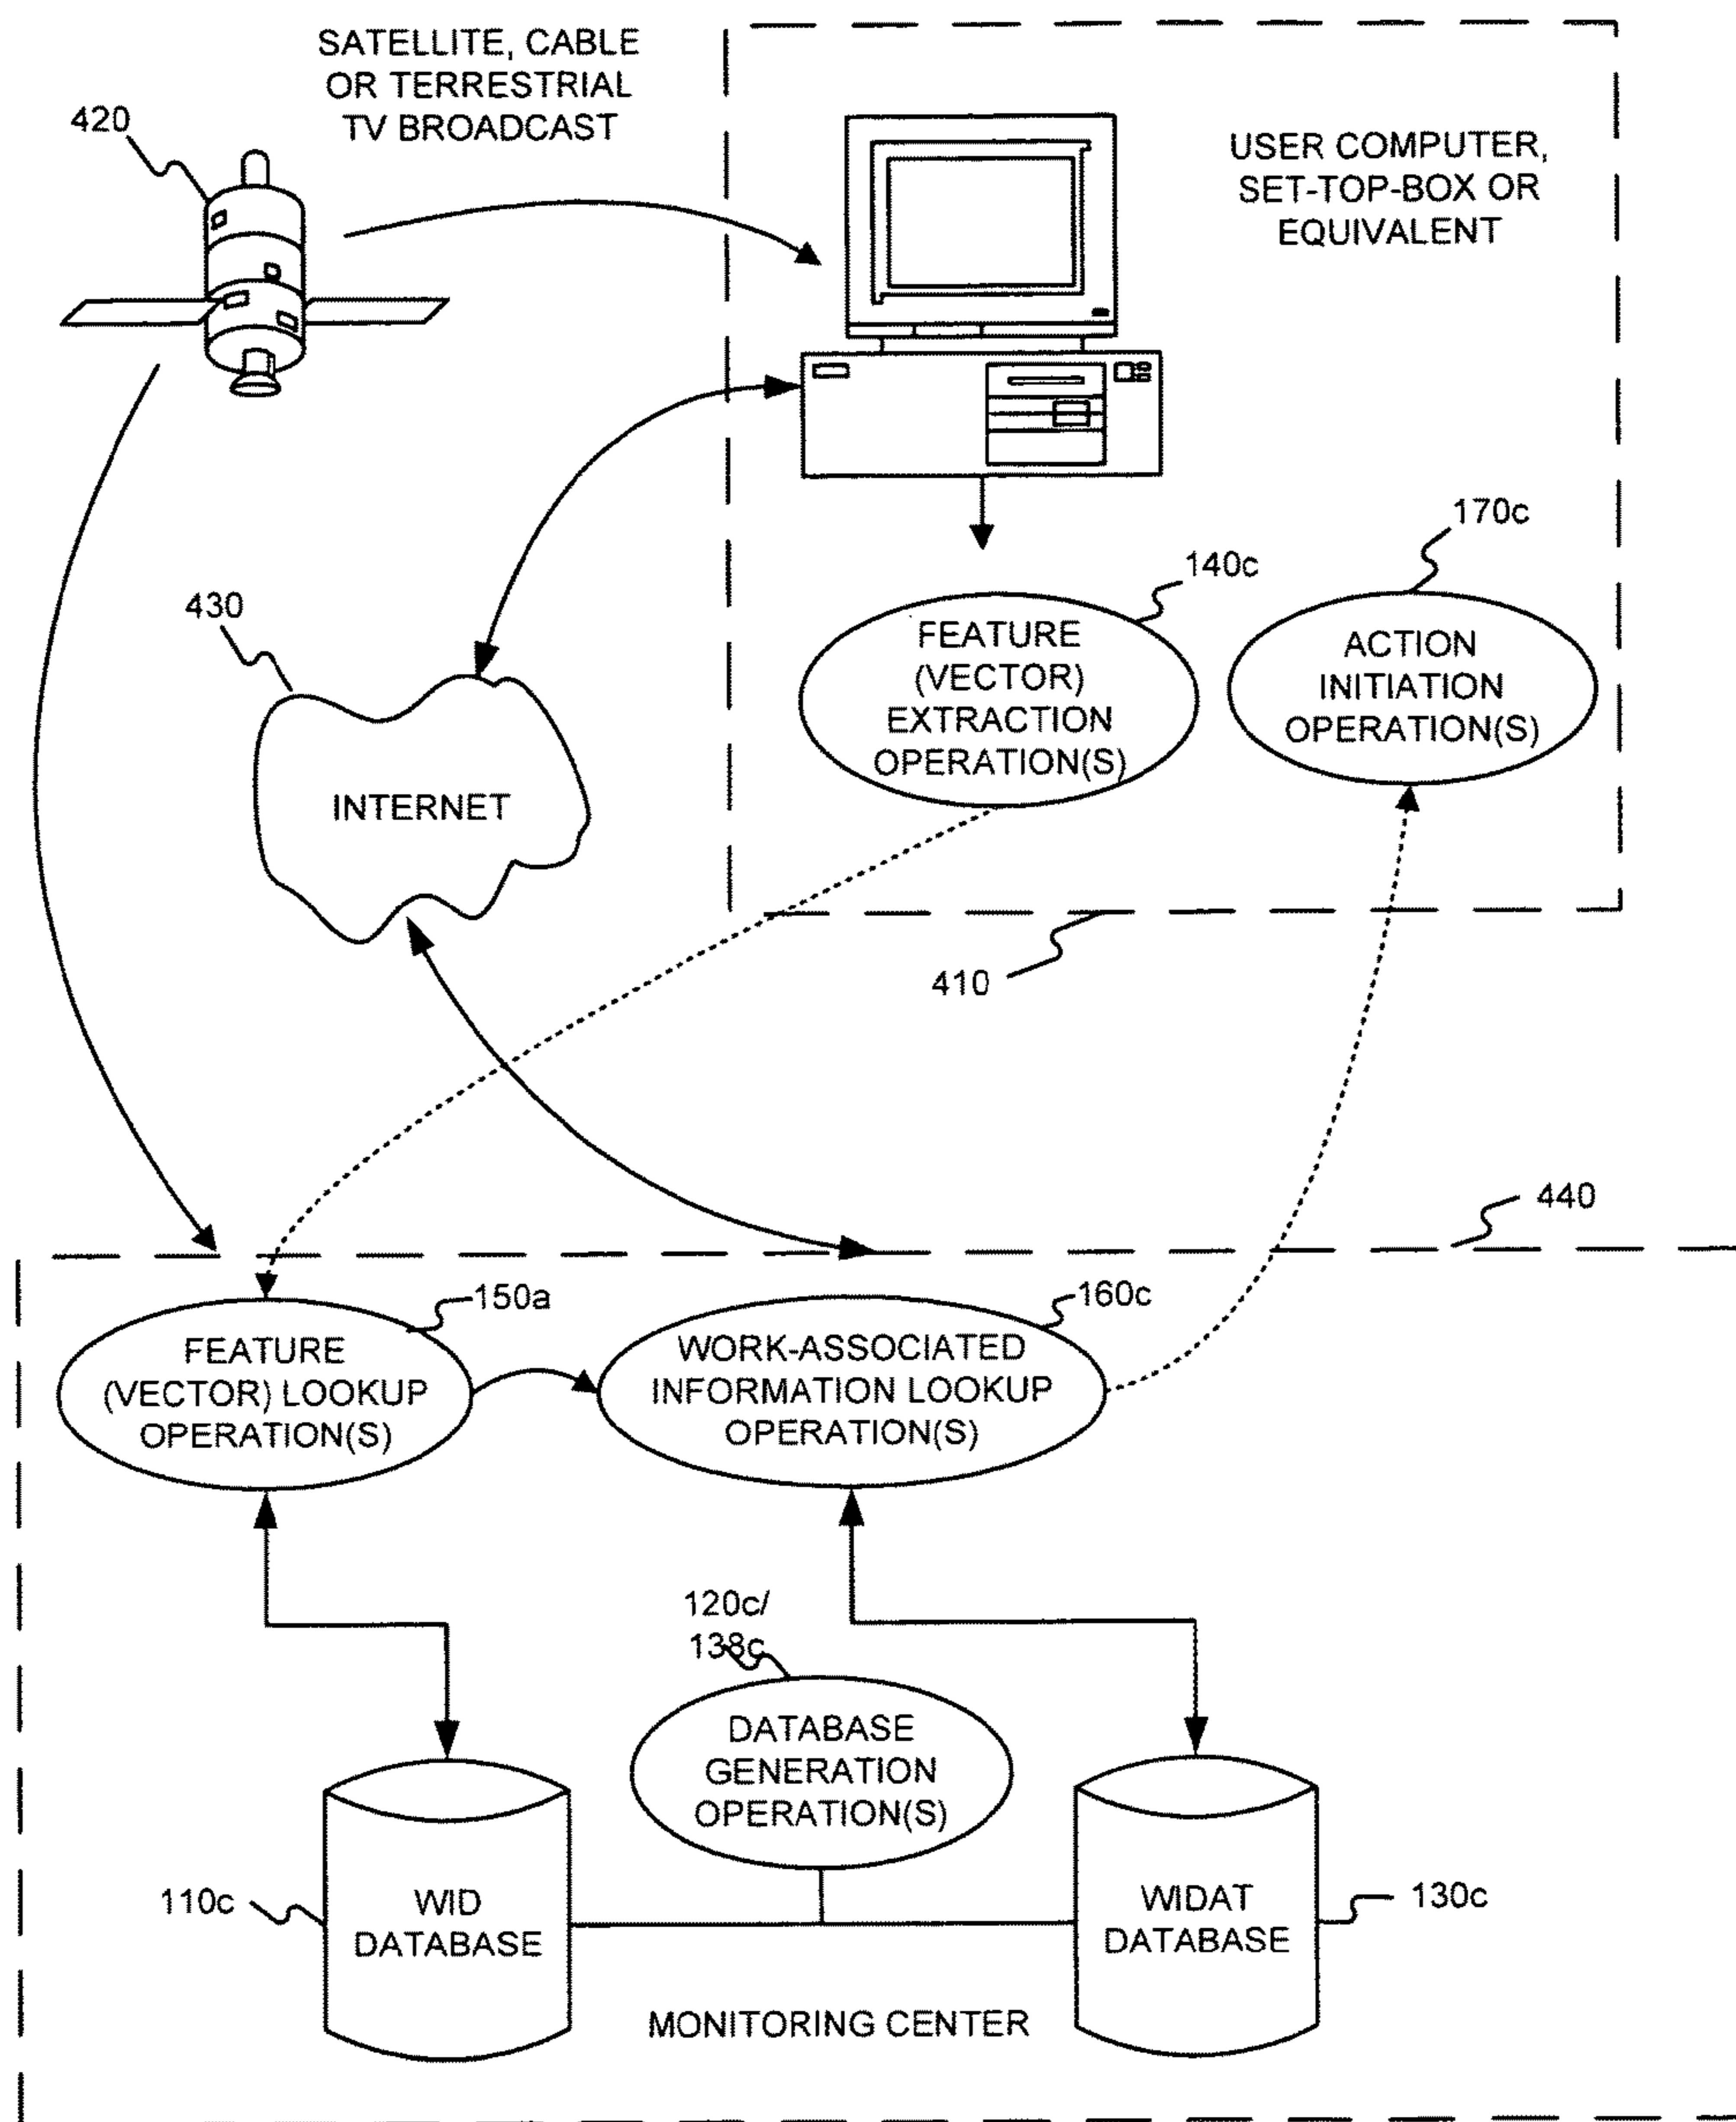 SATELLITE, CABLE
OR TERRESTRIAL
TV BROADCAST
420
USER COMPUTER,
SET-TOP-BOX OR
EQUIVALENT
170c
140c
430
FEATURE
(VECTOR)
EXTRACTION
OPERATION(S)
ACTION
INITIATION
OPERATION(S)
INTERNET
410
440
150a
160c
FEATURE
(VECTOR) LOOKUP
OPERATION(S)
WORK-ASSOCIATED
INFORMATION LOOKUP
OPERATION(S)
120c/
138c
DATABASE
GENERATION
OPERATION(S)
110c
WID
DATABASE
WIDAT
DATABASE
130c
MONITORING CENTER